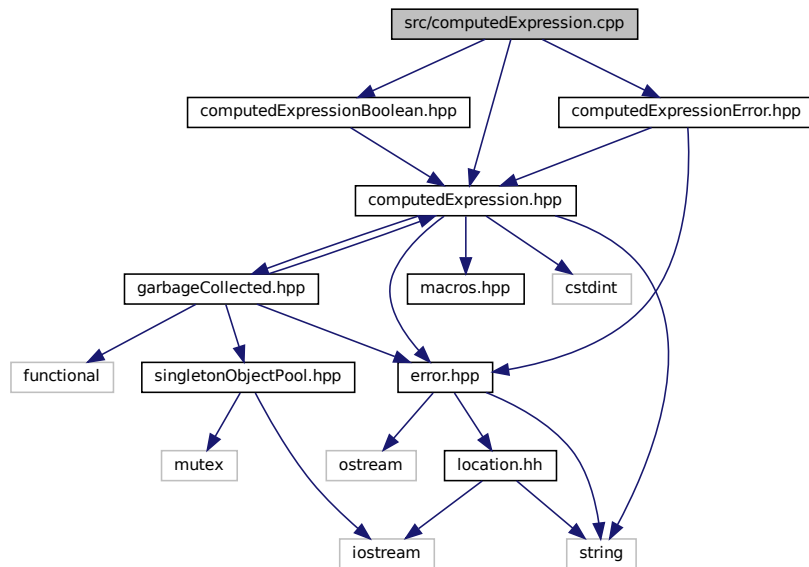 src/computedExpression.cpp
computedExpressionBoolean.hpp
computedExpressionError.hpp
computedExpression.hpp
garbageCollected.hpp
macros.hpp
cstdint
functional
singletonObjectPool.hpp
error.hpp
mutex
ostream
location.hh
iostream
string